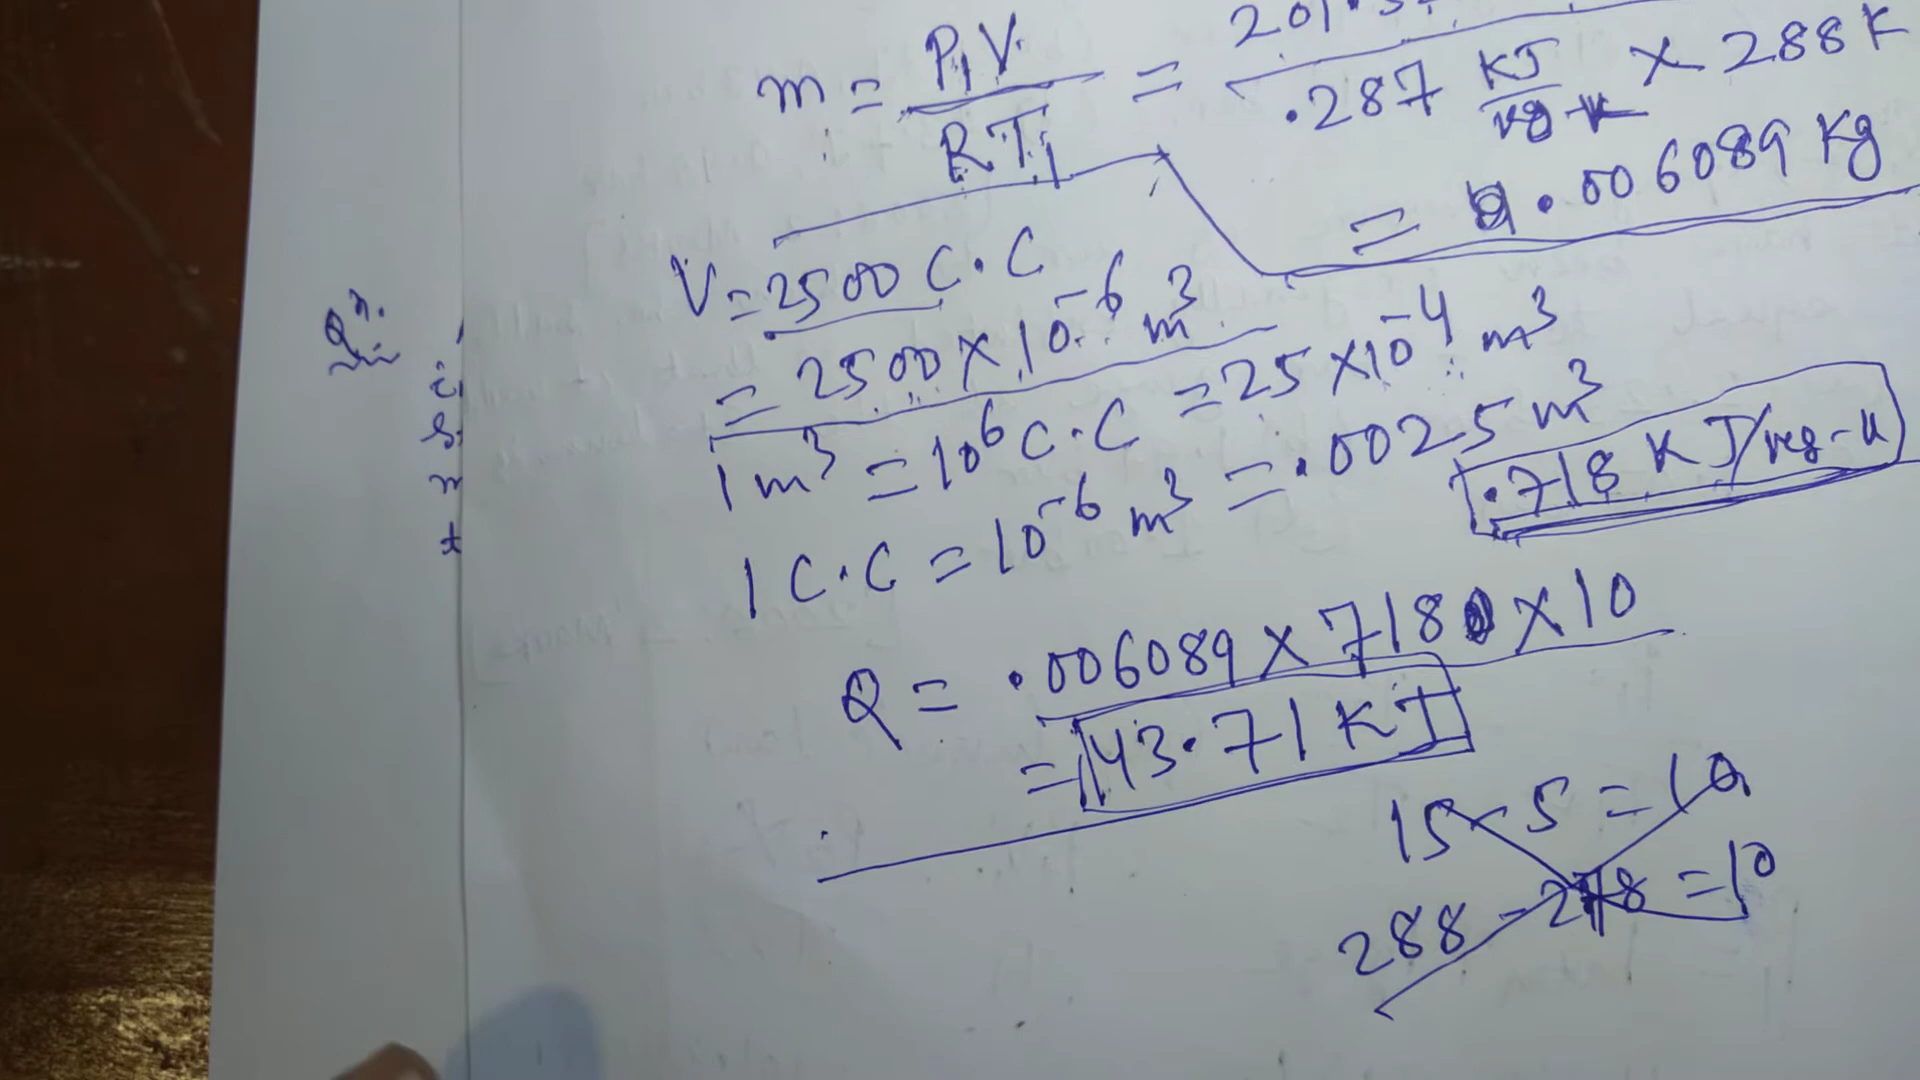 m = P₁V / RT₁ = 201.3 / .287 KJ/kg-K × 288 K
= 0.006089 Kg
V = 2500 C.C
= 2500 × 10⁻⁶ m³ = 25 × 10⁻⁴ m³
1 m³ = 10⁶ C.C = .0025 m³
.718 KJ/kg-K
1 C.C = 10⁻⁶ m³
Q = .006089 × 718 × 10
= 43.71 KJ
15 - 5 = 10
288 - 278 = 10